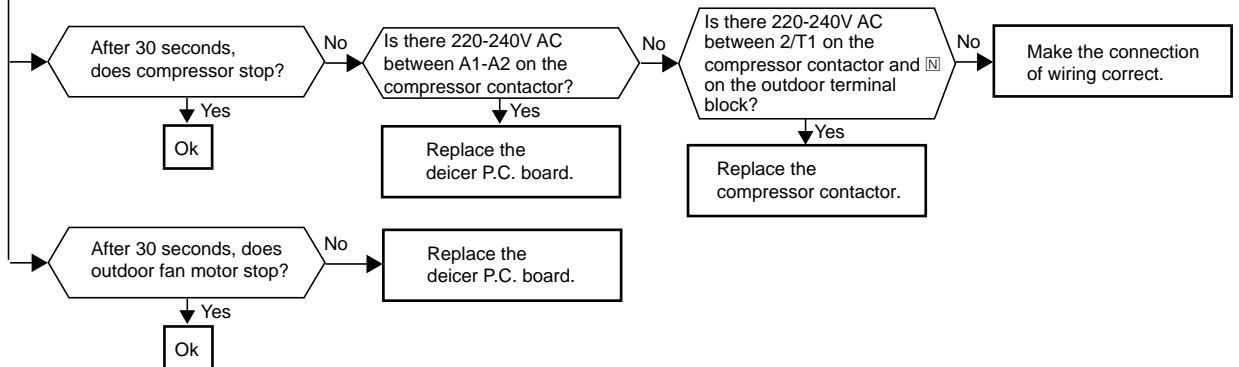 After 30 seconds,
does compressor stop?
No
Yes
Ok
Is there 220-240V AC
between A1-A2 on the
compressor contactor?
No
Yes
Replace the
deicer P.C. board.
Is there 220-240V AC
between 2/T1 on the
compressor contactor and N
on the outdoor terminal
block?
No
Yes
Replace the
compressor contactor.
Make the connection
of wiring correct.
After 30 seconds, does
outdoor fan motor stop?
No
Yes
Ok
Replace the
deicer P.C. board.